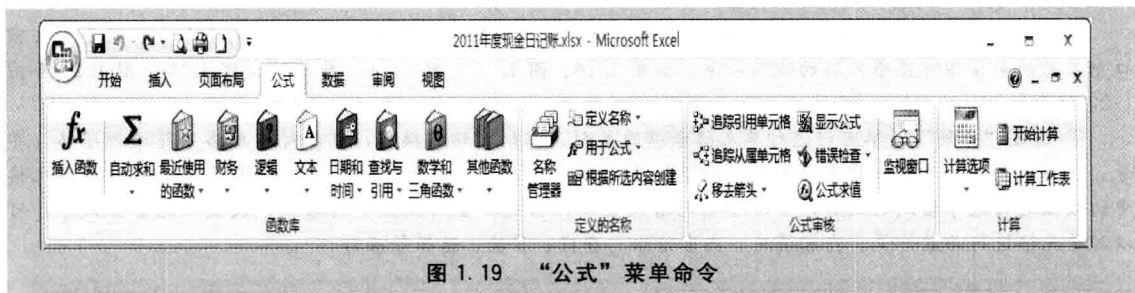 2011年度现金日记账.xlsx - Microsoft Excel
开始 插入 页面布局 公式 数据 审阅 视图
fx 插入函数
Σ 自动求和
最近使用的函数
财务
逻辑
A 文本
日期和时间
查找与引用
θ 数学和三角函数
其他函数
函数库
名称管理器
定义名称
用于公式
根据所选内容创建
定义的名称
追踪引用单元格
追踪从属单元格
移去箭头
显示公式
错误检查
公式求值
监视窗口
公式审核
计算选项
开始计算
计算工作表
计算
图 1.19 “公式”菜单命令